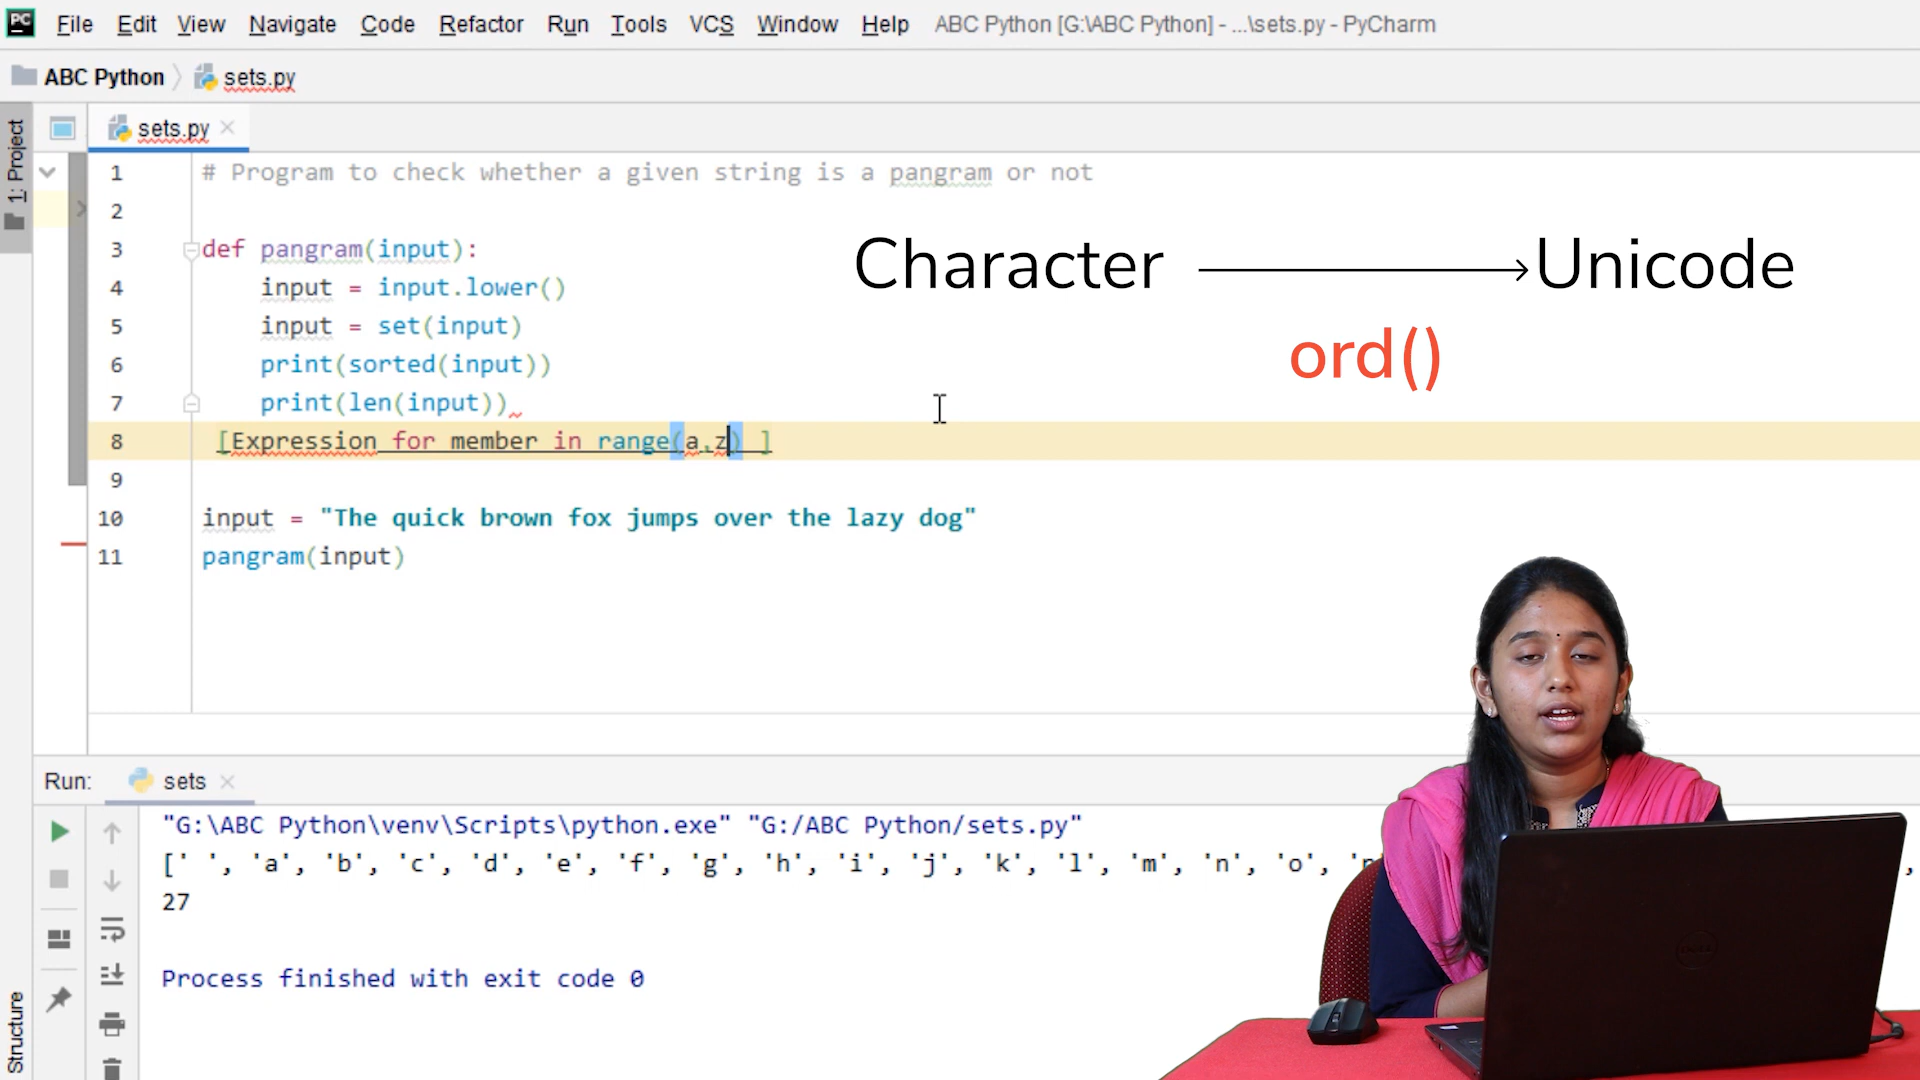 PC File Edit View Navigate Code Refactor Run Tools VCS Window Help ABC Python [G:\ABC Python] - ...\sets.py - PyCharm
ABC Python sets.py
1: Project
sets.py
1 # Program to check whether a given string is a pangram or not
2
3 def pangram(input):
4 input = input.lower()
5 input = set(input)
6 print(sorted(input))
7 print(len(input))
8 [Expression for member in range(a,z) ]
9
10 input = "The quick brown fox jumps over the lazy dog"
11 pangram(input)
Character Unicode
ord()
Run: sets
"G:\ABC Python\venv\Scripts\python.exe" "G:/ABC Python/sets.py"
[' ', 'a', 'b', 'c', 'd', 'e', 'f', 'g', 'h', 'i', 'j', 'k', 'l', 'm', 'n', 'o',
27
Process finished with exit code 0
Structure
DELL